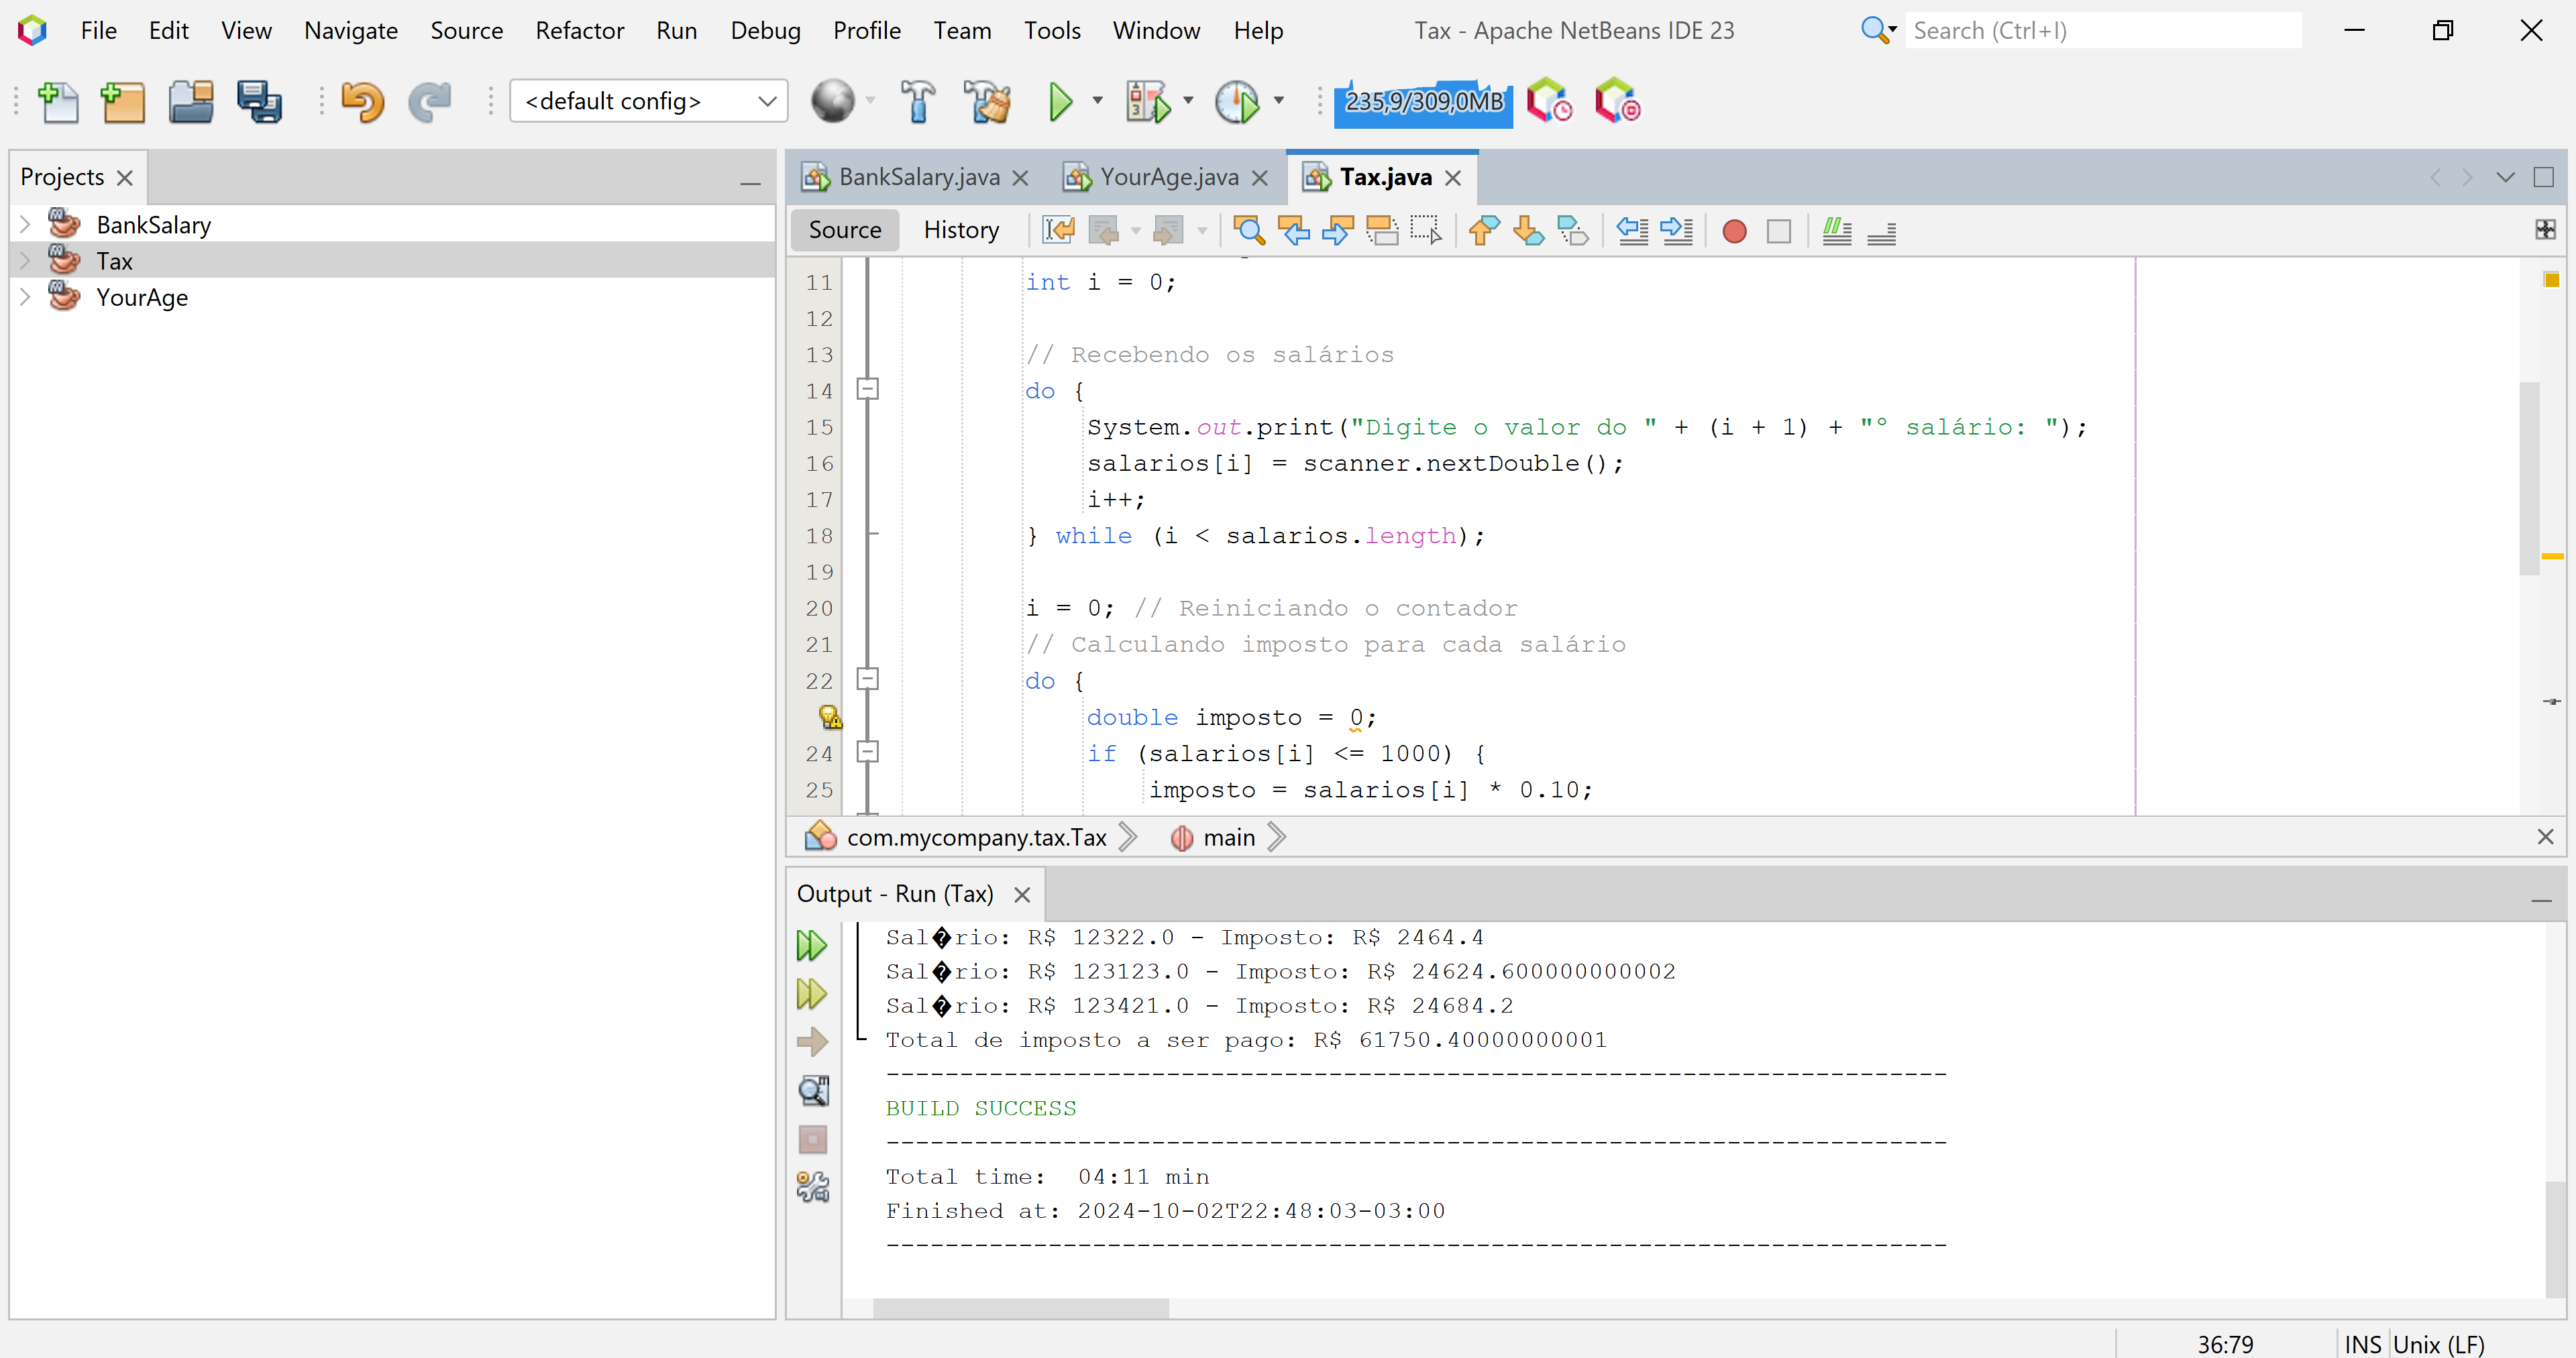 File Edit View Navigate Source Refactor Run Debug Profile Team Tools Window Help
Tax - Apache NetBeans IDE 23
Search (Ctrl+I)
<default config>
235,9/309,0MB
Projects
BankSalary
Tax
YourAge
BankSalary.java
YourAge.java
Tax.java
Source
History
11 int i = 0;
12
13 // Recebendo os salários
14 do {
15 System.out.print("Digite o valor do " + (i + 1) + "° salário: ");
16 salarios[i] = scanner.nextDouble();
17 i++;
18 } while (i < salarios.length);
19
20 i = 0; // Reiniciando o contador
21 // Calculando imposto para cada salário
22 do {
double imposto = 0;
24 if (salarios[i] <= 1000) {
25 imposto = salarios[i] * 0.10;
com.mycompany.tax.Tax
main
Output - Run (Tax)
Sal�rio: R$ 12322.0 - Imposto: R$ 2464.4
Sal�rio: R$ 123123.0 - Imposto: R$ 24624.600000000002
Sal�rio: R$ 123421.0 - Imposto: R$ 24684.2
Total de imposto a ser pago: R$ 61750.40000000001
------------------------------------------------------------------------
BUILD SUCCESS
------------------------------------------------------------------------
Total time:  04:11 min
Finished at: 2024-10-02T22:48:03-03:00
------------------------------------------------------------------------
36:79
INS
Unix (LF)